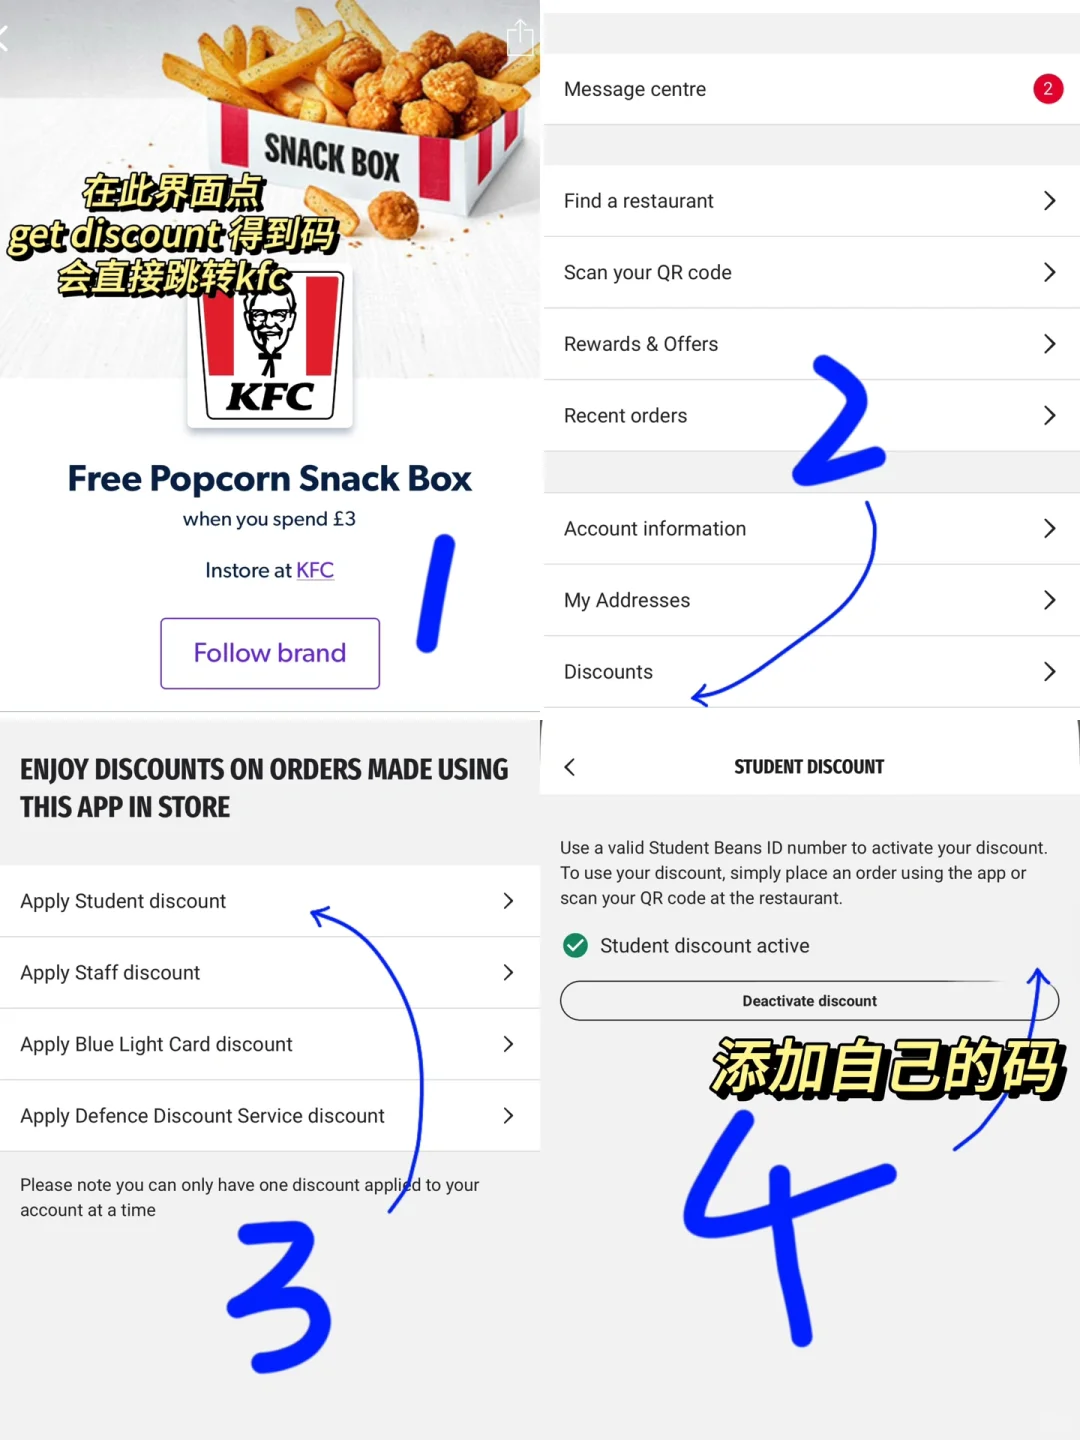 SNACK BOX
在此界面点
get discount 得到码
会直接跳转kfc
KFC
Free Popcorn Snack Box
when you spend £3
Instore at KFC
1
Follow brand
Message centre
2
Find a restaurant
Scan your QR code
Rewards & Offers
Recent orders
2
Account information
My Addresses
Discounts
ENJOY DISCOUNTS ON ORDERS MADE USING
THIS APP IN STORE
Apply Student discount
Apply Staff discount
Apply Blue Light Card discount
Apply Defence Discount Service discount
Please note you can only have one discount applied to your
account at a time
3
STUDENT DISCOUNT
Use a valid Student Beans ID number to activate your discount.
To use your discount, simply place an order using the app or
scan your QR code at the restaurant.
Student discount active
Deactivate discount
添加自己的码
4